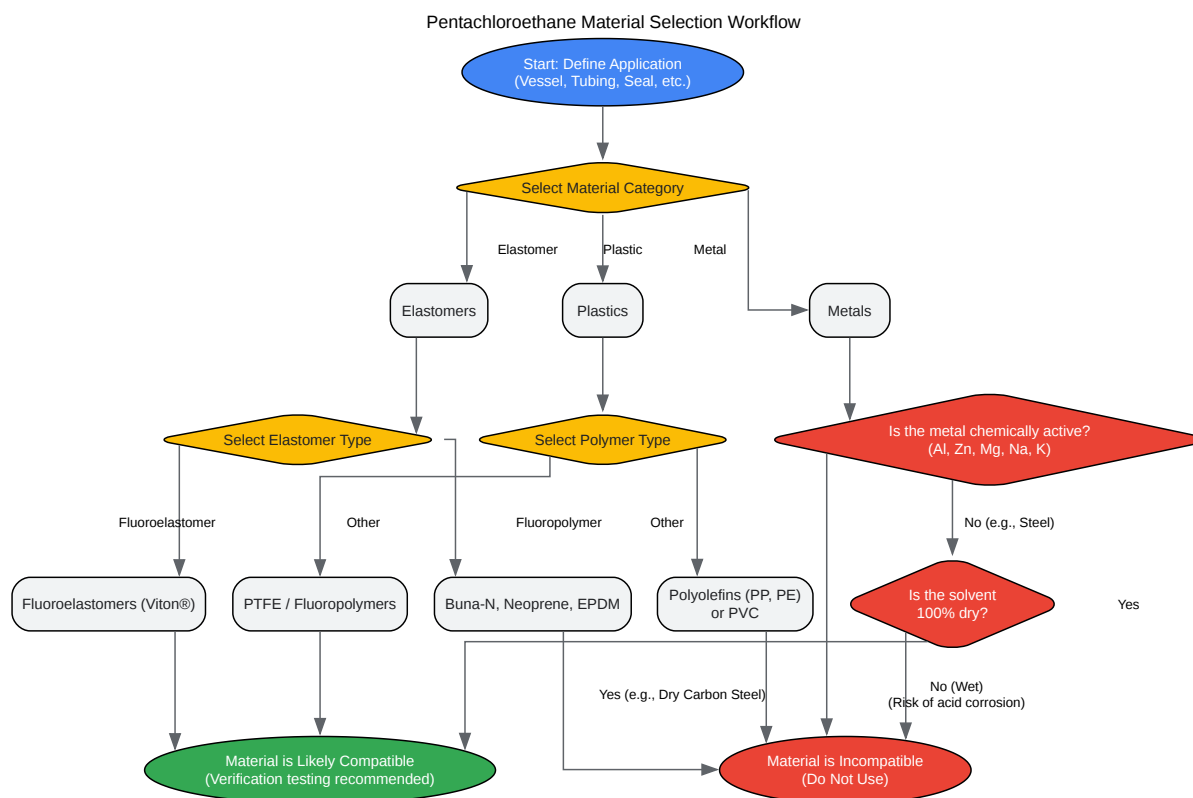 Pentachloroethane Material Selection Workflow
Start: Define Application
(Vessel, Tubing, Seal, etc.)
Select Material Category
Elastomer
Plastic
Metal
Elastomers
Plastics
Metals
Select Elastomer Type
Select Polymer Type
Is the metal chemically active?
(Al, Zn, Mg, Na, K)
Fluoroelastomer
Other
Fluoropolymer
Other
No (e.g., Steel)
Fluoroelastomers (Viton®)
PTFE / Fluoropolymers
Buna-N, Neoprene, EPDM
Polyolefins (PP, PE)
or PVC
Is the solvent
100% dry?
Yes
Yes (e.g., Dry Carbon Steel)
No (Wet)
(Risk of acid corrosion)
Material is Likely Compatible
(Verification testing recommended)
Material is Incompatible
(Do Not Use)